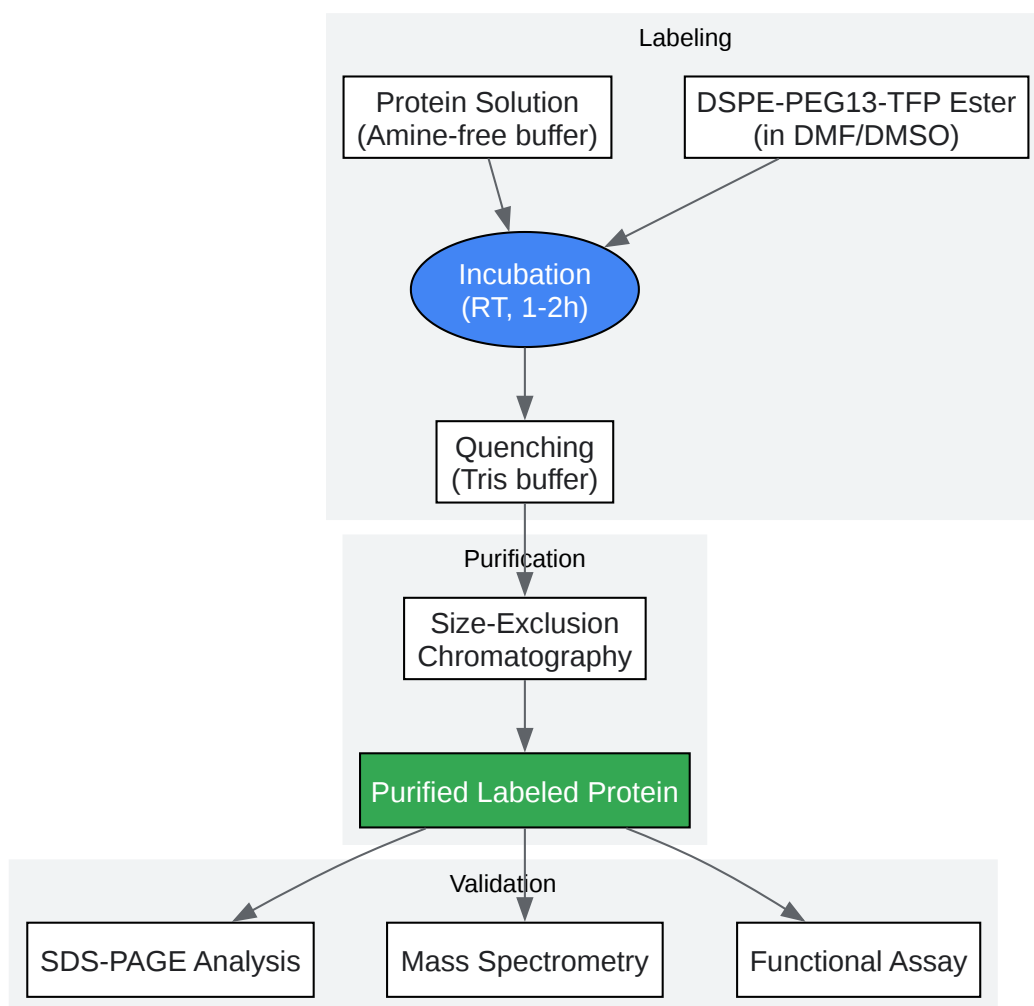 Labeling
Protein Solution
(Amine-free buffer)
DSPE-PEG13-TFP Ester
(in DMF/DMSO)
Incubation
(RT, 1-2h)
Quenching
(Tris buffer)
Purification
Size-Exclusion
Chromatography
Purified Labeled Protein
Validation
SDS-PAGE Analysis
Mass Spectrometry
Functional Assay